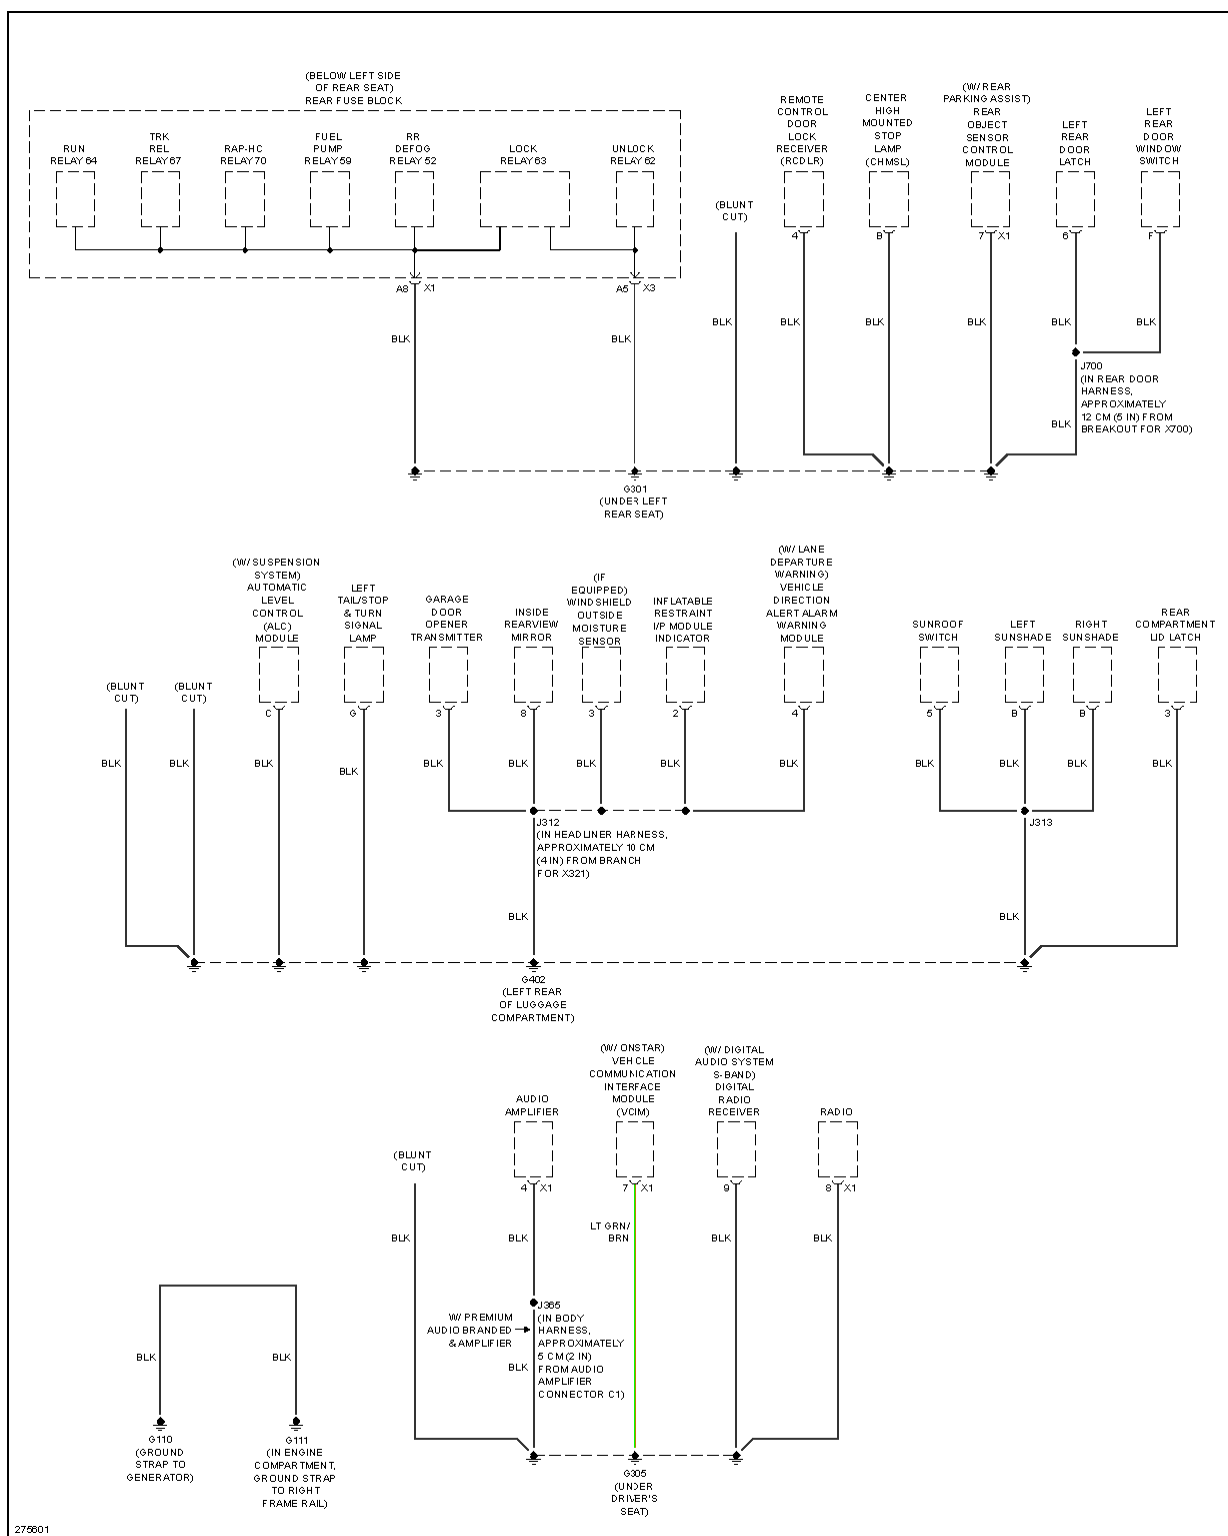 (BELOW LEFT SIDE
OF REAR SEAT)
REAR FUSE BLOCK
RUN
RELAY 64
TRK
REL
RELAY 67
RAP-HC
RELAY 70
FUEL
PUMP
RELAY 59
RR
DEFOG
RELAY 52
LOCK
RELAY 63
UNLOCK
RELAY 62
(BLUNT
CUT)
REMOTE
CONTROL
DOOR
LOCK
RECEIVER
(RCDLR)
CENTER
HIGH
MOUNTED
STOP
LAMP
(CHMSL)
(W/ REAR
PARKING ASSIST)
REAR
OBJECT
SENSOR
CONTROL
MODULE
LEFT
REAR
DOOR
LATCH
LEFT
REAR
DOOR
WINDOW
SWITCH
4
B
7 X1
6
F
A8 X1
A5 X3
BLK
BLK
BLK
BLK
BLK
BLK
BLK
BLK
J700
(IN REAR DOOR
HARNESS,
APPROXIMATELY
12 CM (5 IN) FROM
BREAKOUT FOR X700)
BLK
G301
(UNDER LEFT
REAR SEAT)
(BLUNT
CUT)
(BLUNT
CUT)
(W/ SUSPENSION
SYSTEM)
AUTOMATIC
LEVEL
CONTROL
(ALC)
MODULE
LEFT
TAIL/STOP
& TURN
SIGNAL
LAMP
GARAGE
DOOR
OPENER
TRANSMITTER
INSIDE
REARVIEW
MIRROR
(IF
EQUIPPED)
WINDSHIELD
OUTSIDE
MOISTURE
SENSOR
INFLATABLE
RESTRAINT
I/P MODULE
INDICATOR
(W/ LANE
DEPARTURE
WARNING)
VEHICLE
DIRECTION
ALERT ALARM
WARNING
MODULE
SUNROOF
SWITCH
LEFT
SUNSHADE
RIGHT
SUNSHADE
REAR
COMPARTMENT
LID LATCH
C
G
3
8
3
2
4
5
B
B
3
BLK
BLK
BLK
BLK
BLK
BLK
BLK
BLK
BLK
BLK
BLK
BLK
BLK
J312
(IN HEADLINER HARNESS,
APPROXIMATELY 10 CM
(4 IN) FROM BRANCH
FOR X321)
J313
BLK
BLK
G402
(LEFT REAR
OF LUGGAGE
COMPARTMENT)
(BLUNT
CUT)
AUDIO
AMPLIFIER
(W/ ONSTAR)
VEHICLE
COMMUNICATION
INTERFACE
MODULE
(VCIM)
(W/ DIGITAL
AUDIO SYSTEM
S-BAND)
DIGITAL
RADIO
RECEIVER
RADIO
4 X1
7 X1
9
8 X1
BLK
BLK
LT GRN/
BRN
BLK
BLK
J365
(IN BODY
HARNESS,
APPROXIMATELY
5 CM (2 IN)
FROM AUDIO
AMPLIFIER
CONNECTOR C1)
W/ PREMIUM
AUDIO BRANDED
& AMPLIFIER
BLK
BLK
BLK
G110
(GROUND
STRAP TO
GENERATOR)
G111
(IN ENGINE
COMPARTMENT,
GROUND STRAP
TO RIGHT
FRAME RAIL)
G305
(UNDER
DRIVER'S
SEAT)
275601